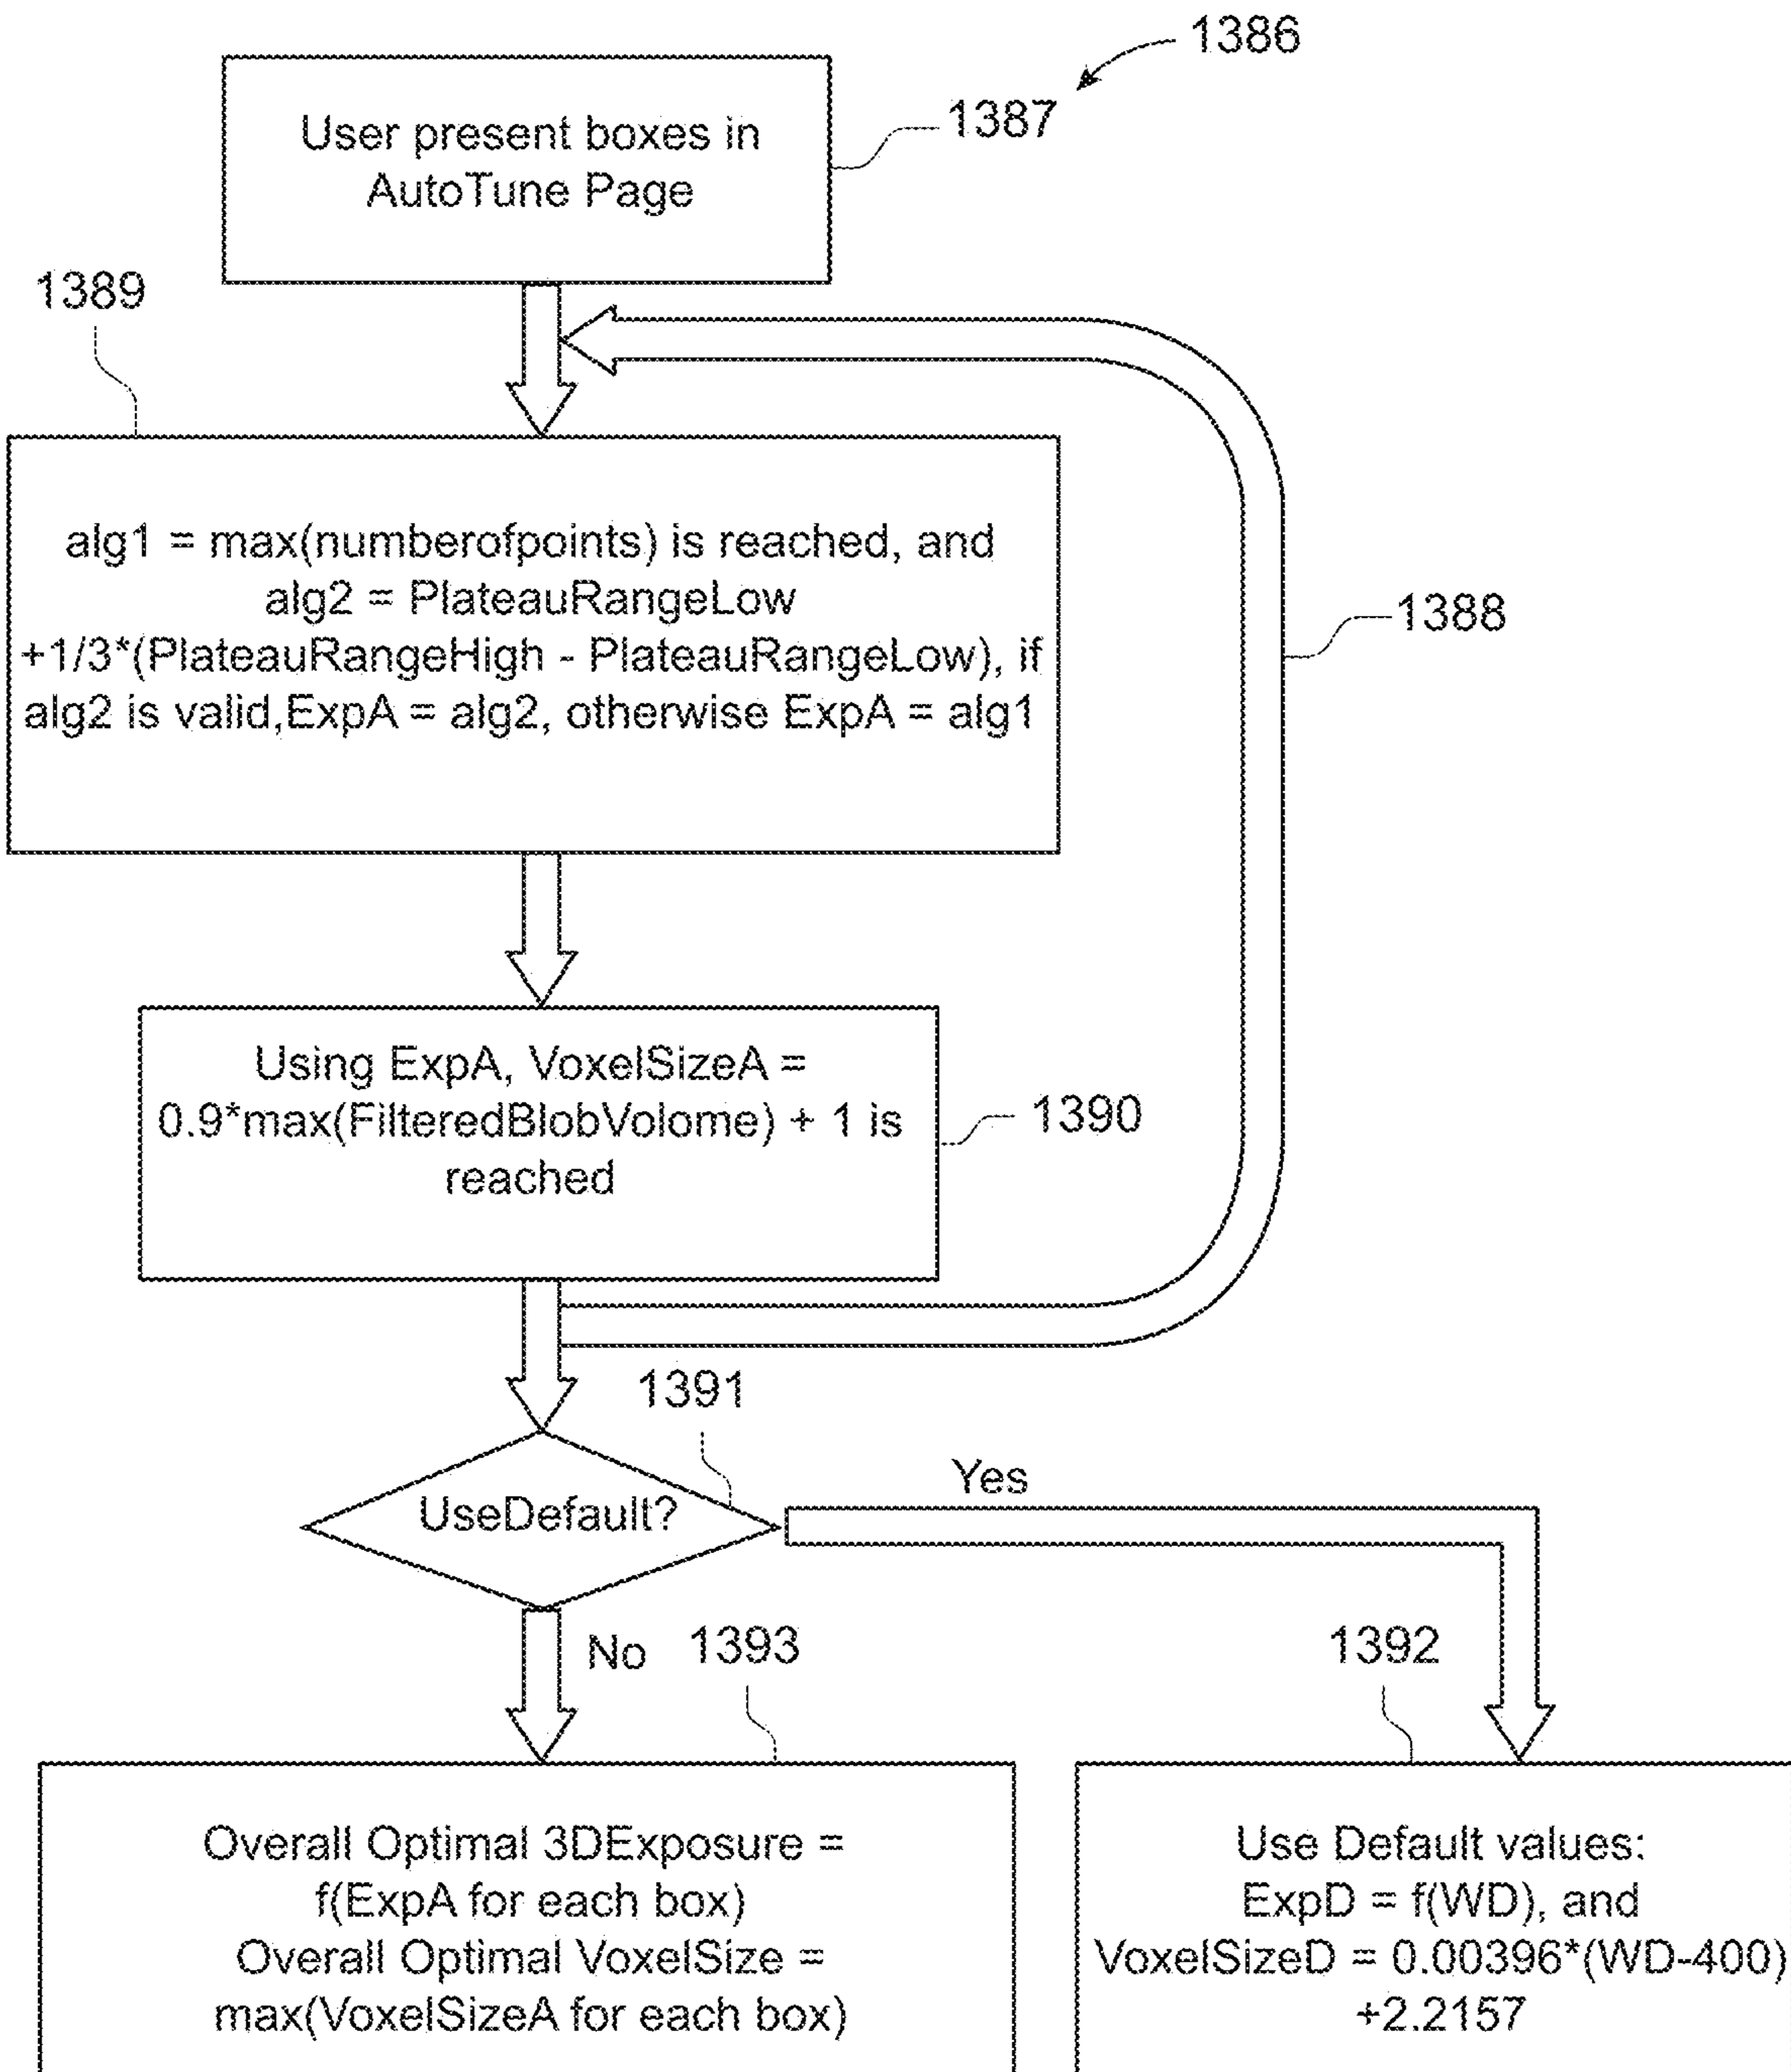 1386
User present boxes in
AutoTune Page
1387
1389
alg1 = max(numberofpoints) is reached, and
alg2 = PlateauRangeLow
+1/3*(PlateauRangeHigh - PlateauRangeLow), if
alg2 is valid,ExpA = alg2, otherwise ExpA = alg1
1388
Using ExpA, VoxelSizeA =
0.9*max(FilteredBlobVolome) + 1 is
reached
1390
1391
UseDefault?
Yes
No
1393
1392
Overall Optimal 3DExposure =
f(ExpA for each box)
Overall Optimal VoxelSize =
max(VoxelSizeA for each box)
Use Default values:
ExpD = f(WD), and
VoxelSizeD = 0.00396*(WD-400)
+2.2157